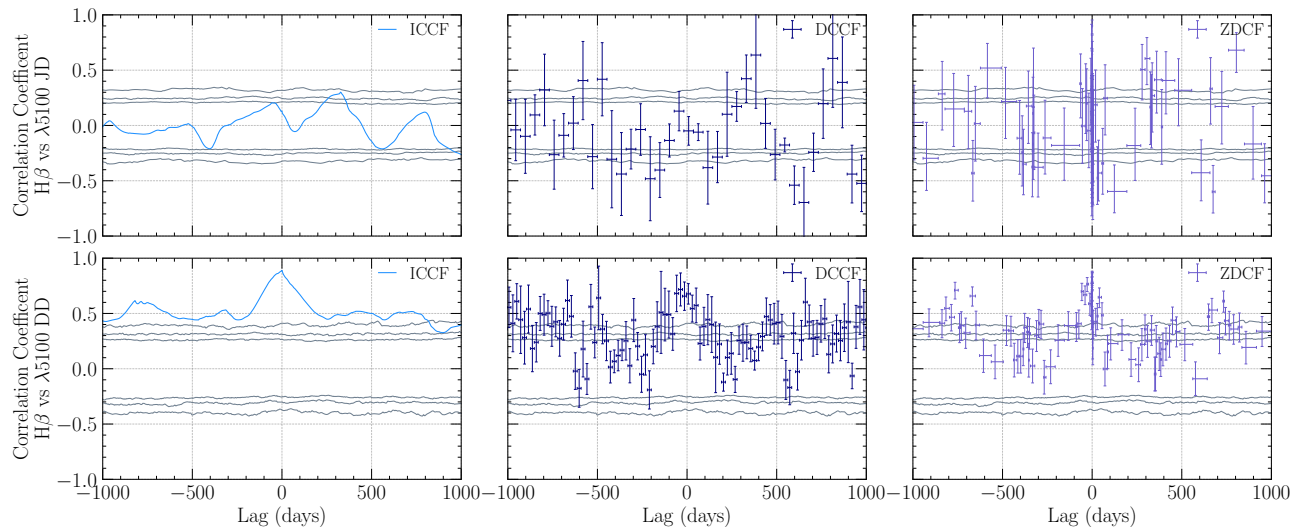 Correlation Coefficent
Hβ vs λ5100 JD
1.0
0.5
0.0
−0.5
−1.0
ICCF
DCCF
ZDCF
Correlation Coefficent
Hβ vs λ5100 DD
1.0
0.5
0.0
−0.5
−1.0
ICCF
DCCF
ZDCF
−1000 −500 0 500 1000
−1000 −500 0 500 1000
−1000 −500 0 500 1000
Lag (days)
Lag (days)
Lag (days)